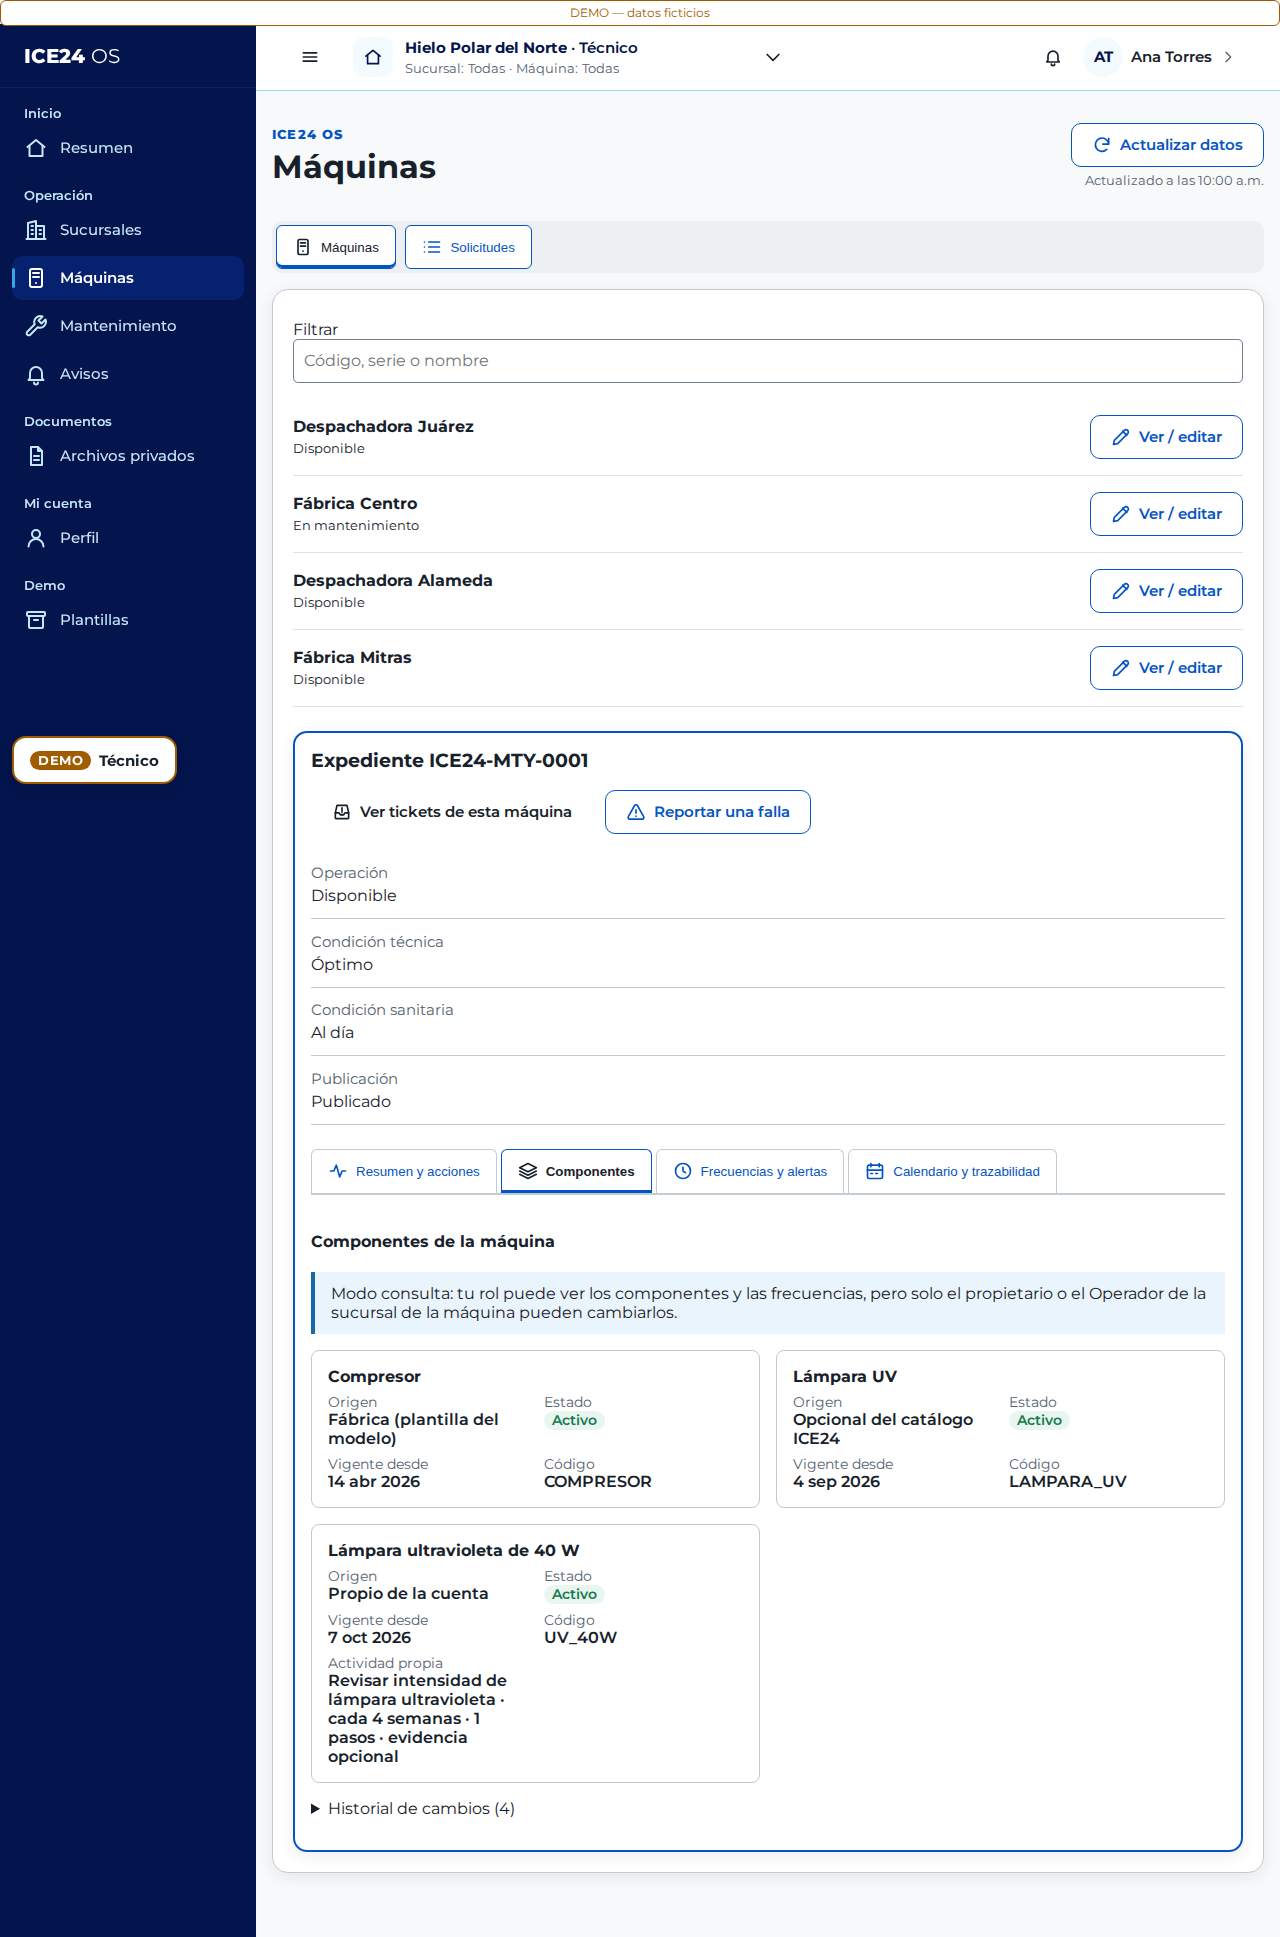 DEMO — datos ficticios
ICE24 OS
Inicio
Resumen
Operación
Sucursales
Máquinas
Mantenimiento
Avisos
Documentos
Archivos privados
Mi cuenta
Perfil
Demo
Plantillas
DEMO Técnico
Hielo Polar del Norte · Técnico
Sucursal: Todas · Máquina: Todas
AT Ana Torres
ICE24 OS
Máquinas
Actualizar datos
Actualizado a las 10:00 a.m.
Máquinas
Solicitudes
Filtrar
Código, serie o nombre
Despachadora Juárez
Disponible
Ver / editar
Fábrica Centro
En mantenimiento
Ver / editar
Despachadora Alameda
Disponible
Ver / editar
Fábrica Mitras
Disponible
Ver / editar
Expediente ICE24-MTY-0001
Ver tickets de esta máquina
Reportar una falla
Operación
Disponible
Condición técnica
Óptimo
Condición sanitaria
Al día
Publicación
Publicado
Resumen y acciones
Componentes
Frecuencias y alertas
Calendario y trazabilidad
Componentes de la máquina
Modo consulta: tu rol puede ver los componentes y las frecuencias, pero solo el propietario o el Operador de la
sucursal de la máquina pueden cambiarlos.
Compresor
Origen
Fábrica (plantilla del
modelo)
Estado
Activo
Vigente desde
14 abr 2026
Código
COMPRESOR
Lámpara UV
Origen
Opcional del catálogo
ICE24
Estado
Activo
Vigente desde
4 sep 2026
Código
LAMPARA_UV
Lámpara ultravioleta de 40 W
Origen
Propio de la cuenta
Estado
Activo
Vigente desde
7 oct 2026
Código
UV_40W
Actividad propia
Revisar intensidad de
lámpara ultravioleta ·
cada 4 semanas · 1
pasos · evidencia
opcional
Historial de cambios (4)